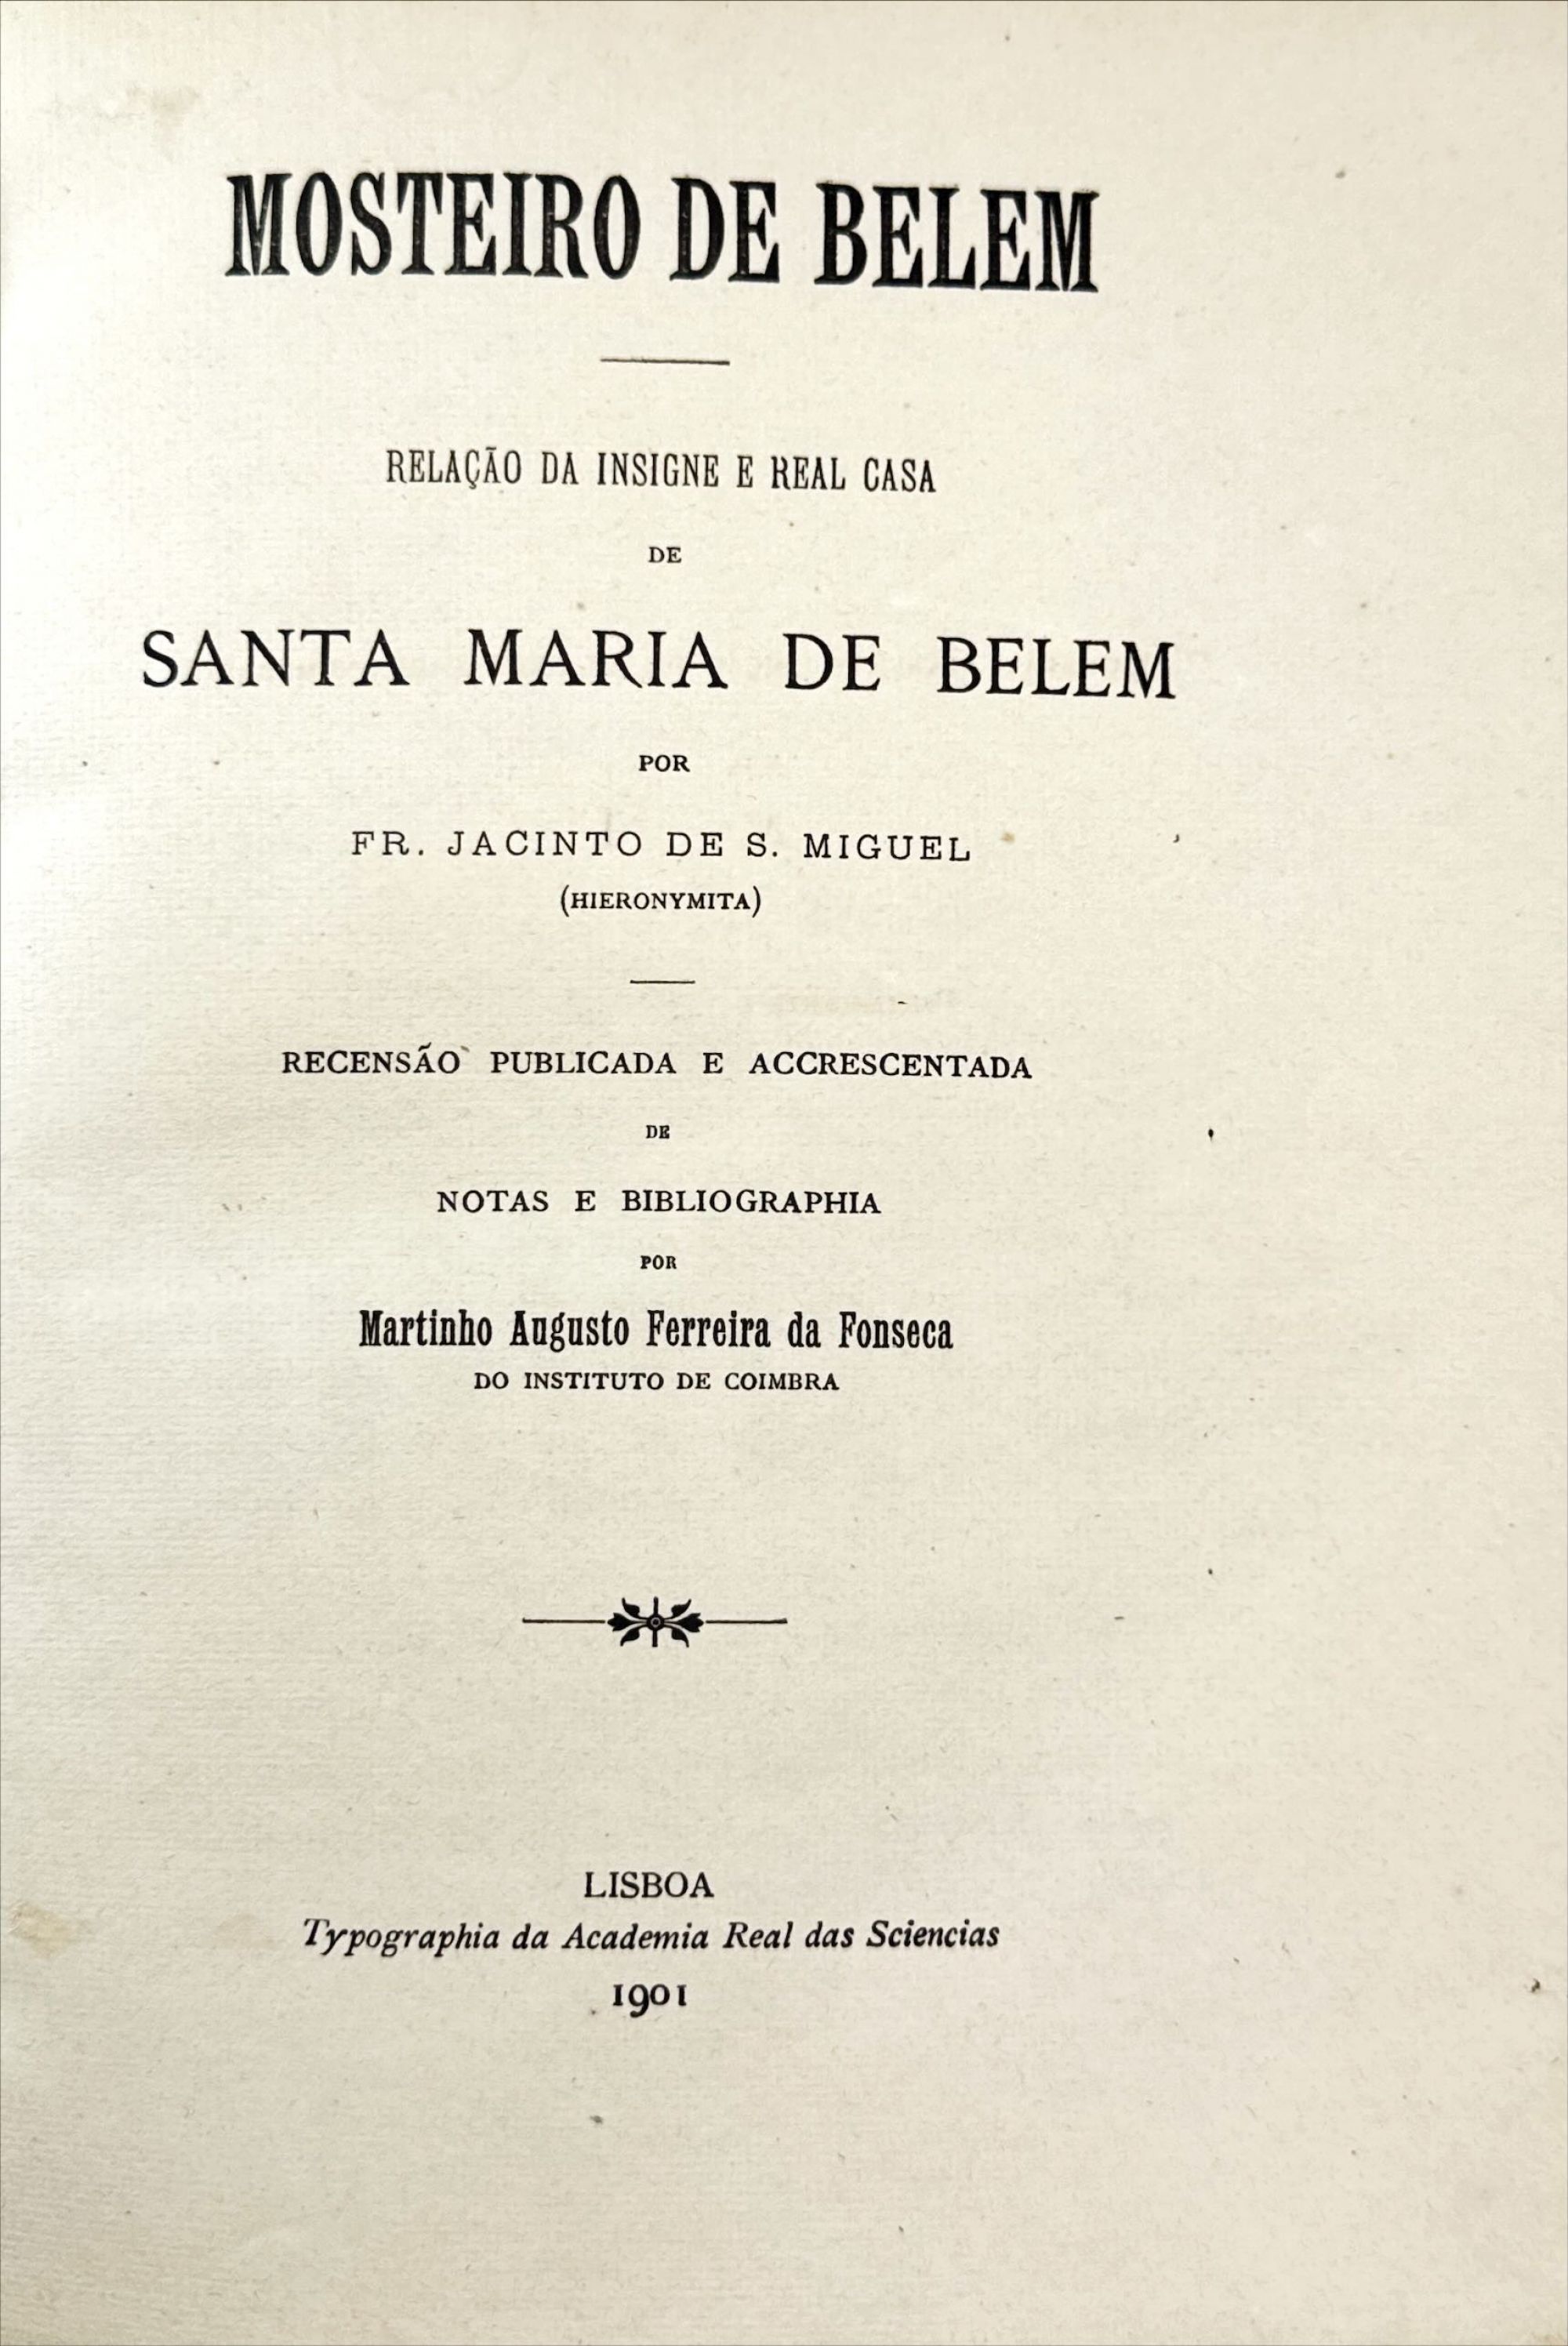 MOSTEIRO DE BELEM
RELAÇÃO DA INSIGNE E REAL CASA
DE
SANTA MARIA DE BELEM
POR
FR. JACINTO DE S. MIGUEL
(HIERONYMITA)
RECENSÃO PUBLICADA E ACCRESCENTADA
DE
NOTAS E BIBLIOGRAPHIA
POR
Martinho Augusto Ferreira da Fonseca
DO INSTITUTO DE COIMBRA
LISBOA
Typographia da Academia Real das Sciencias
1901